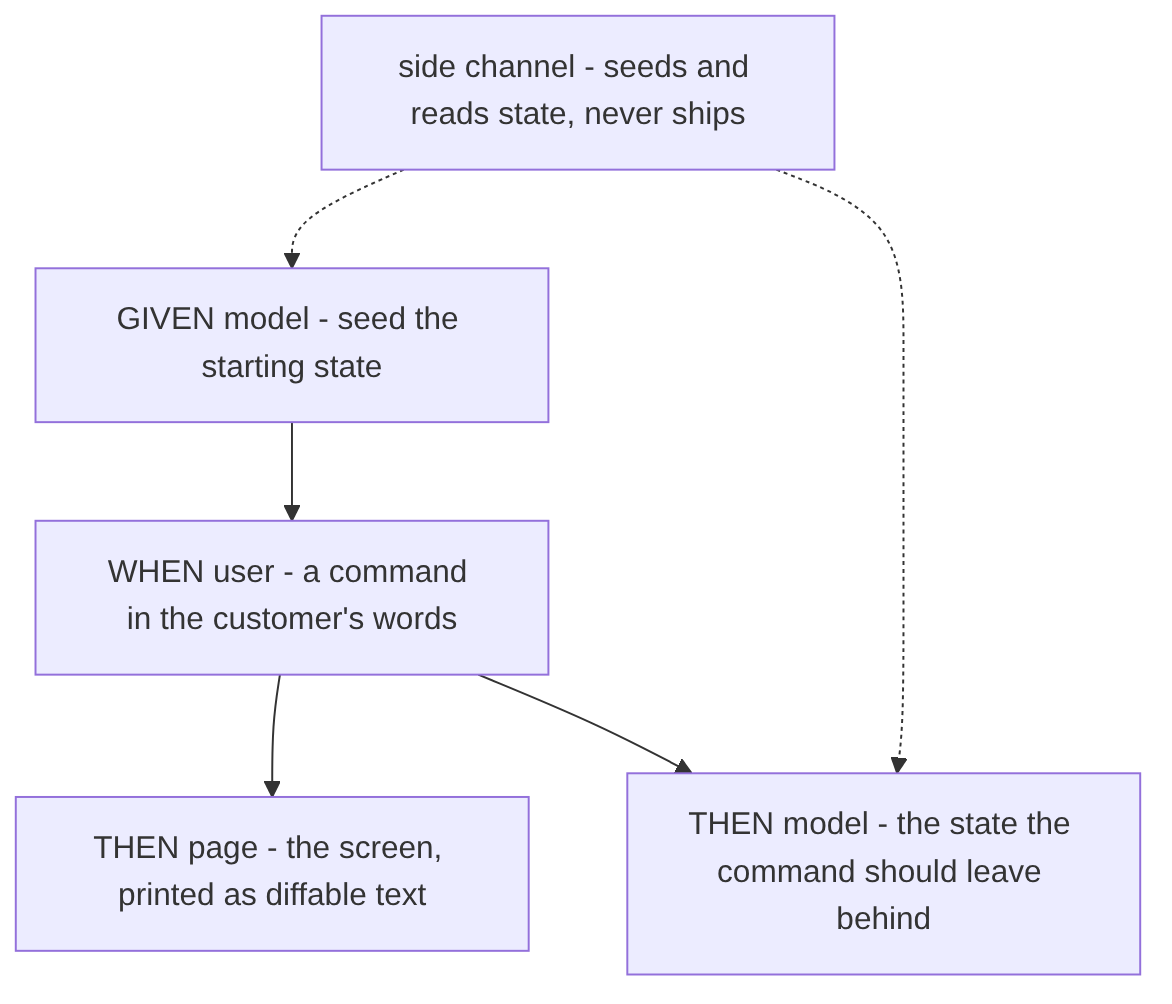 side channel - seeds and
reads state, never ships
GIVEN model - seed the
starting state
WHEN user - a command
in the customer's words
THEN page - the screen,
printed as diffable text
THEN model - the state the
command should leave
behind